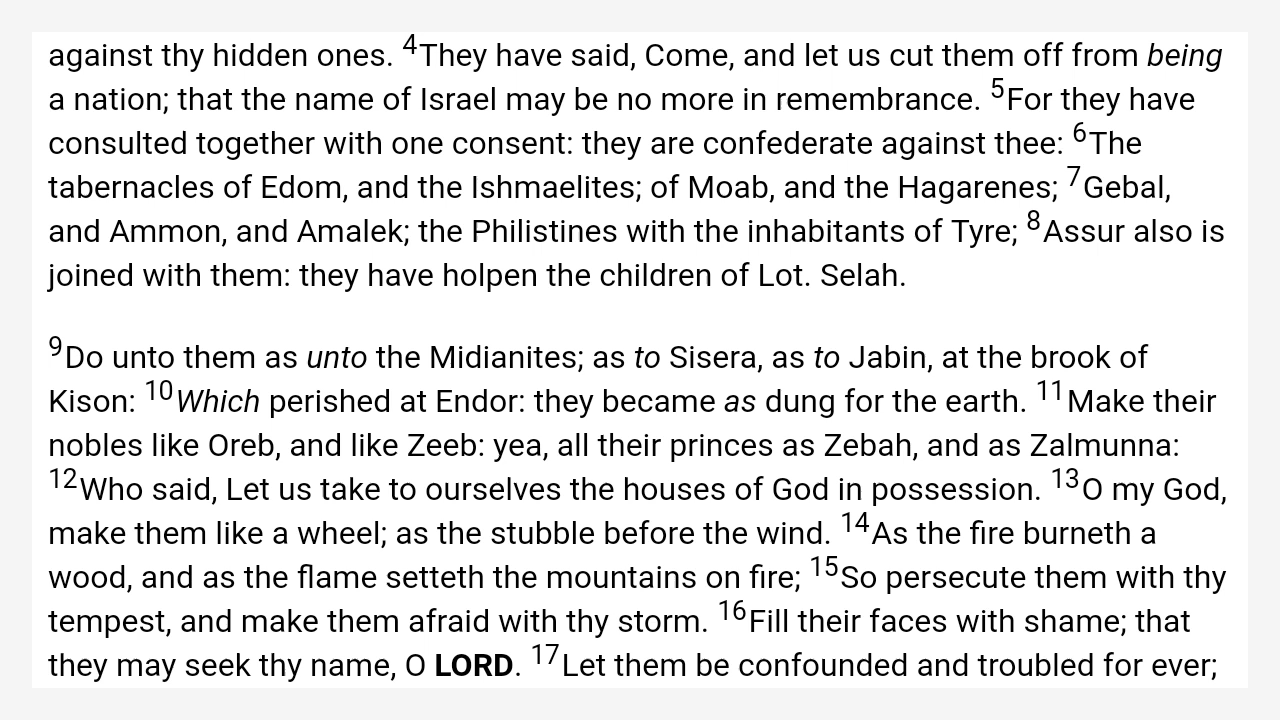 against thy hidden ones. 4They have said, Come, and let us cut them off from being
a nation; that the name of Israel may be no more in remembrance. 5For they have
consulted together with one consent: they are confederate against thee: 6The
tabernacles of Edom, and the Ishmaelites; of Moab, and the Hagarenes; 7Gebal,
and Ammon, and Amalek; the Philistines with the inhabitants of Tyre; 8Assur also is
joined with them: they have holpen the children of Lot. Selah.
9Do unto them as unto the Midianites; as to Sisera, as to Jabin, at the brook of
Kison: 10Which perished at Endor: they became as dung for the earth. 11Make their
nobles like Oreb, and like Zeeb: yea, all their princes as Zebah, and as Zalmunna:
12Who said, Let us take to ourselves the houses of God in possession. 13O my God,
make them like a wheel; as the stubble before the wind. 14As the fire burneth a
wood, and as the flame setteth the mountains on fire; 15So persecute them with thy
tempest, and make them afraid with thy storm. 16Fill their faces with shame; that
they may seek thy name, O LORD. 17Let them be confounded and troubled for ever;